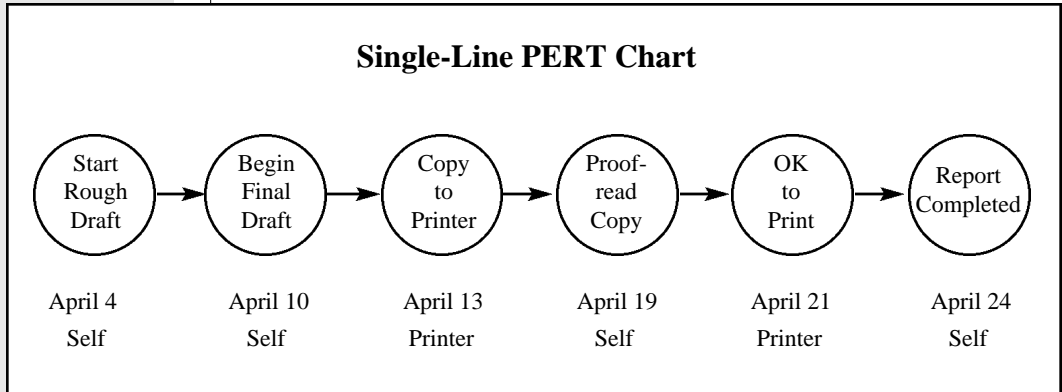 Single-Line PERT Chart
Start
Rough
Draft
Begin
Final
Draft
Copy
to
Printer
Proof-
read
Copy
OK
to
Print
Report
Completed
April 4
Self
April 10
Self
April 13
Printer
April 19
Self
April 21
Printer
April 24
Self